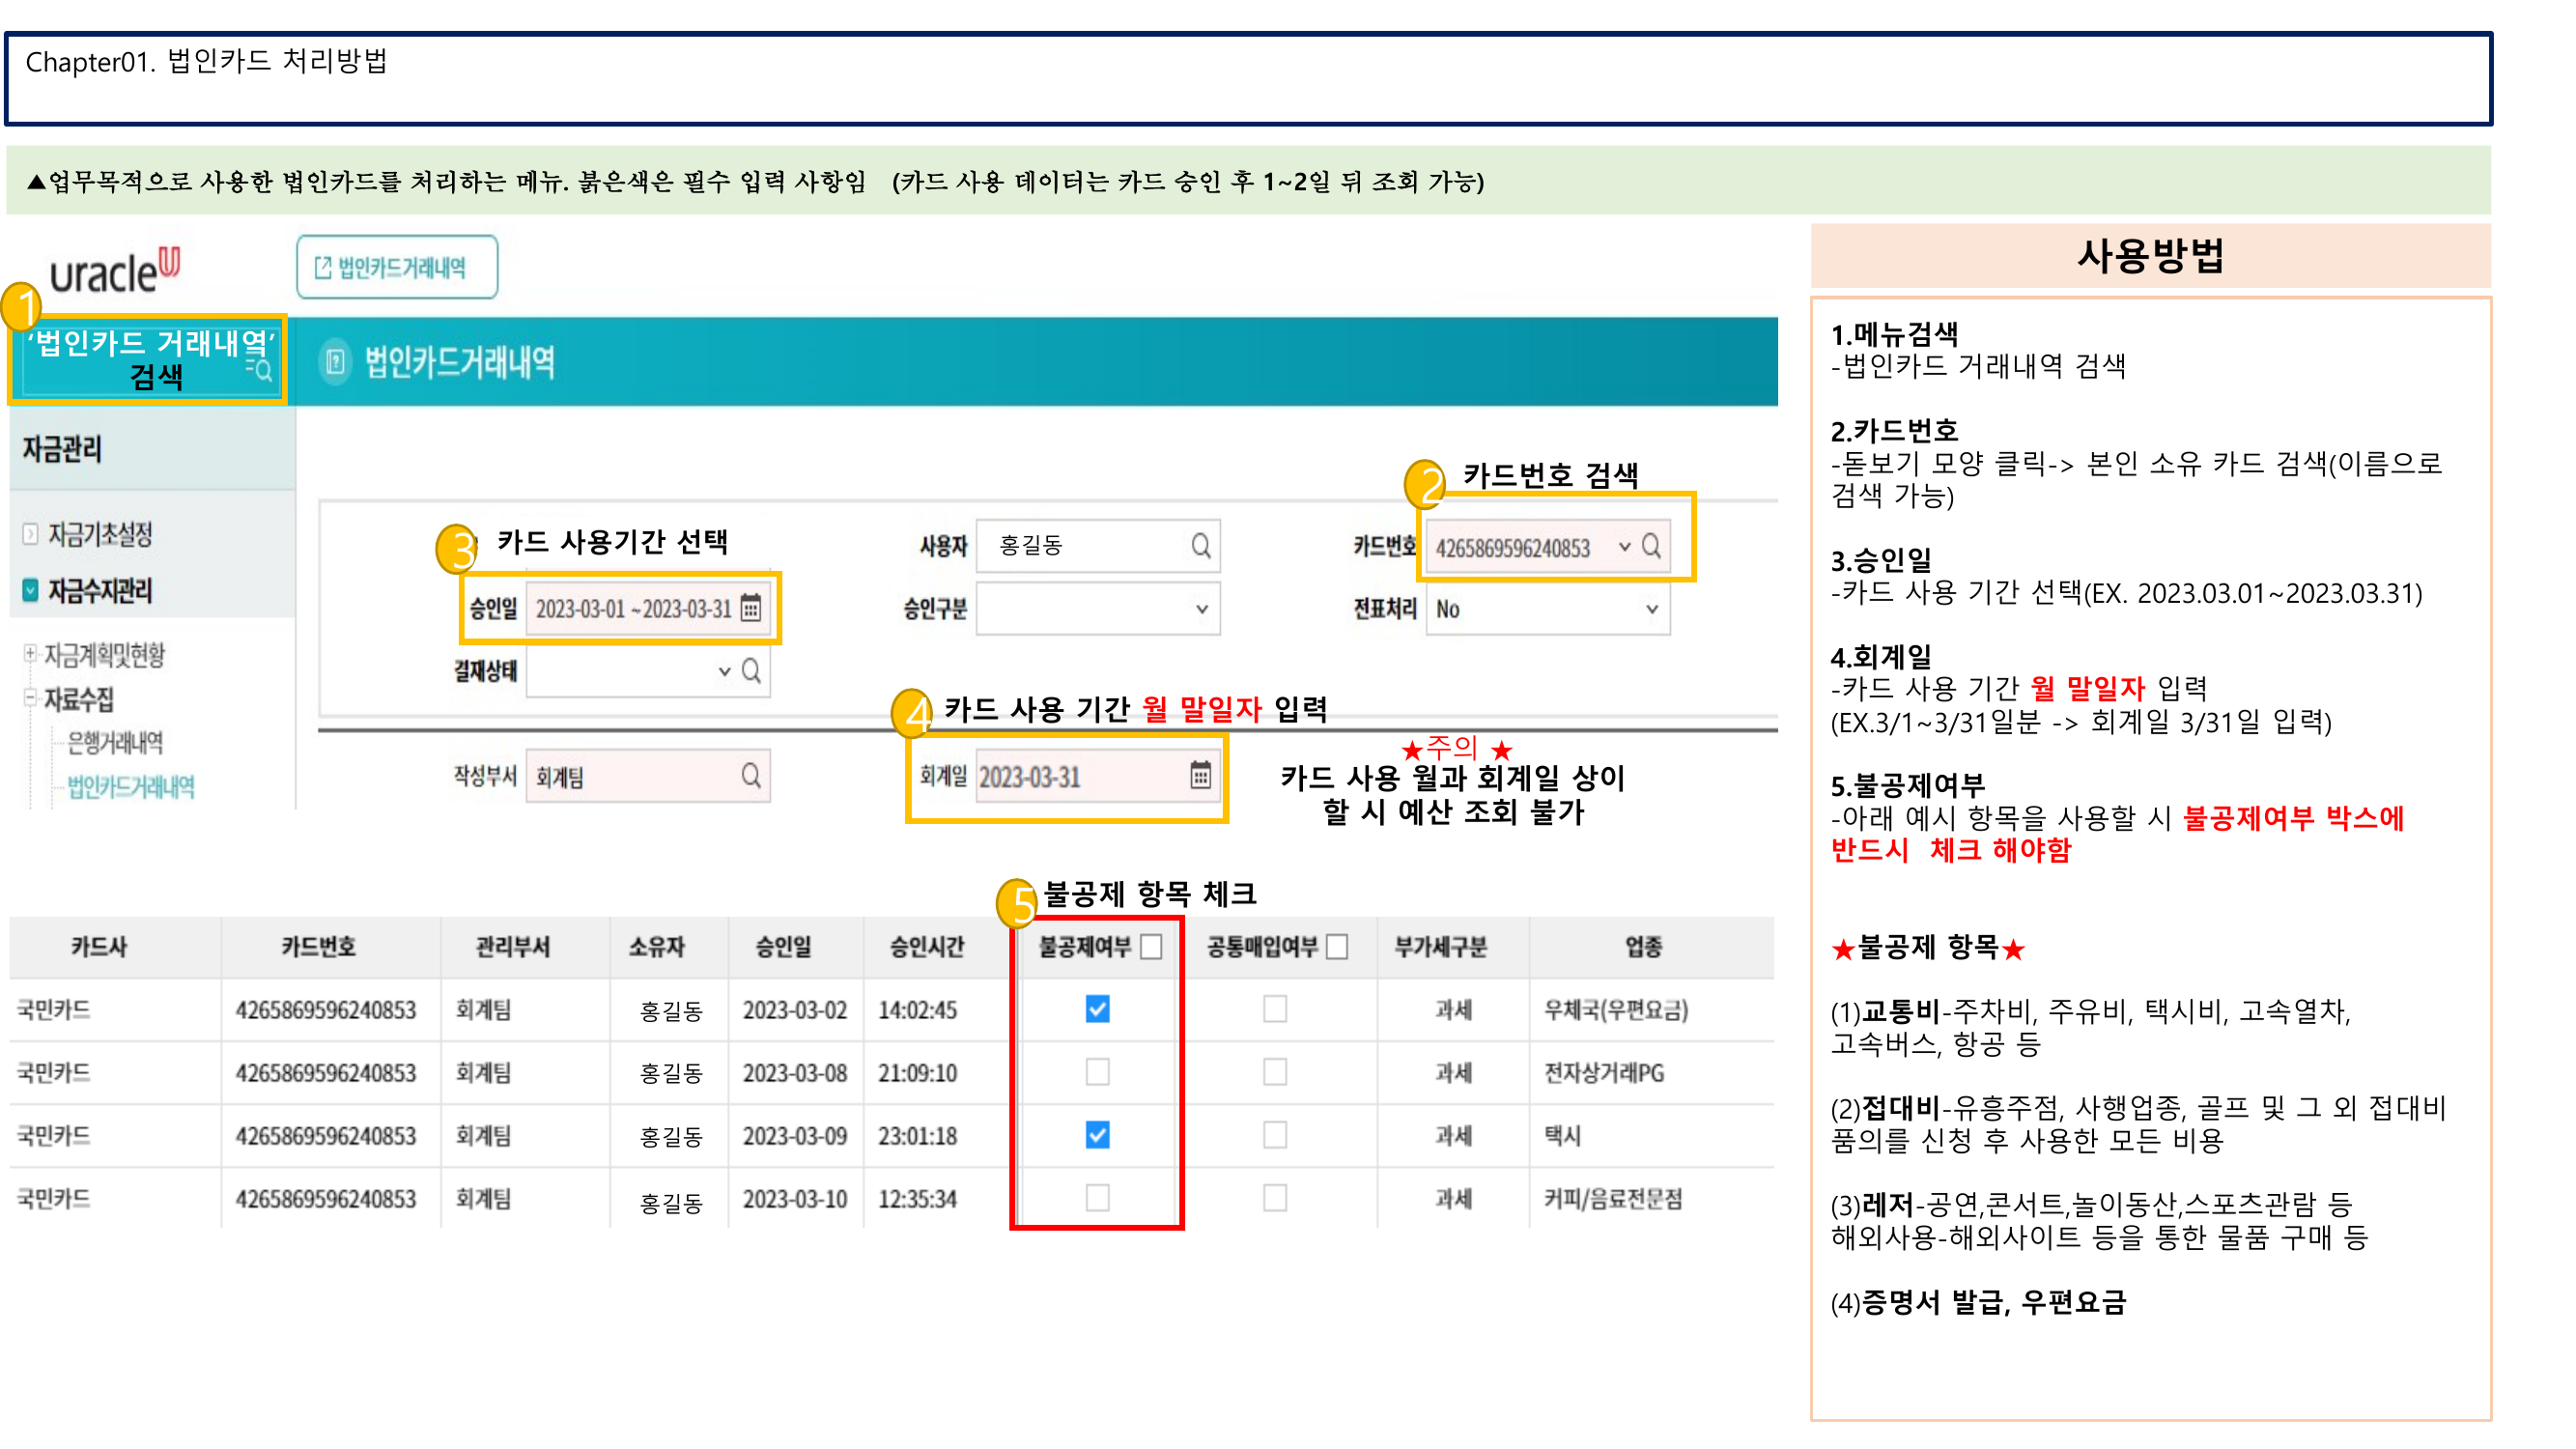 Chapter01. 법인카드 처리방법
▲업무목적으로 사용한 법인카드를 처리하는 메뉴. 붉은색은 필수 입력 사항임 (카드 사용 데이터는 카드 승인 후 1~2일 뒤 조회 가능)
uracle
법인카드거래내역
1
'법인카드 거래내역'
검색
법인카드거래내역
자금관리
자금기초설정
자금수지관리
자금계획및현황
자료수집
은행거래내역
법인카드거래내역
2 카드번호 검색
3 카드 사용기간 선택
사용자 홍길동
카드번호 4265869596240853
승인일 2023-03-01 ~2023-03-31
승인구분
전표처리 No
결재상태
4 카드 사용 기간 월 말일자 입력
작성부서 회계팀
회계일 2023-03-31
★주의 ★
카드 사용 월과 회계일 상이
할 시 예산 조회 불가
5 불공제 항목 체크
카드사 카드번호 관리부서 소유자 승인일 승인시간 불공제여부 공통매입여부 부가세구분 업종
국민카드 4265869596240853 회계팀 홍길동 2023-03-02 14:02:45 과세 우체국(우편요금)
국민카드 4265869596240853 회계팀 홍길동 2023-03-08 21:09:10 과세 전자상거래PG
국민카드 4265869596240853 회계팀 홍길동 2023-03-09 23:01:18 과세 택시
국민카드 4265869596240853 회계팀 홍길동 2023-03-10 12:35:34 과세 커피/음료전문점
사용방법
1.메뉴검색
-법인카드 거래내역 검색
2.카드번호
-돋보기 모양 클릭-> 본인 소유 카드 검색(이름으로
검색 가능)
3.승인일
-카드 사용 기간 선택(EX. 2023.03.01~2023.03.31)
4.회계일
-카드 사용 기간 월 말일자 입력
(EX.3/1~3/31일분 -> 회계일 3/31일 입력)
5.불공제여부
-아래 예시 항목을 사용할 시 불공제여부 박스에
반드시 체크 해야함
★불공제 항목★
(1)교통비-주차비, 주유비, 택시비, 고속열차,
고속버스, 항공 등
(2)접대비-유흥주점, 사행업종, 골프 및 그 외 접대비
품의를 신청 후 사용한 모든 비용
(3)레저-공연,콘서트,놀이동산,스포츠관람 등
해외사용-해외사이트 등을 통한 물품 구매 등
(4)증명서 발급, 우편요금